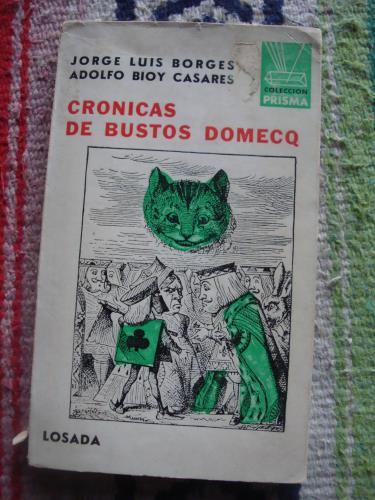 JORGE LUIS BORGES
ADOLFO BIOY CASARES
COLECCION
PRISMA
CRONICAS
DE BUSTOS DOMECQ
LOSADA